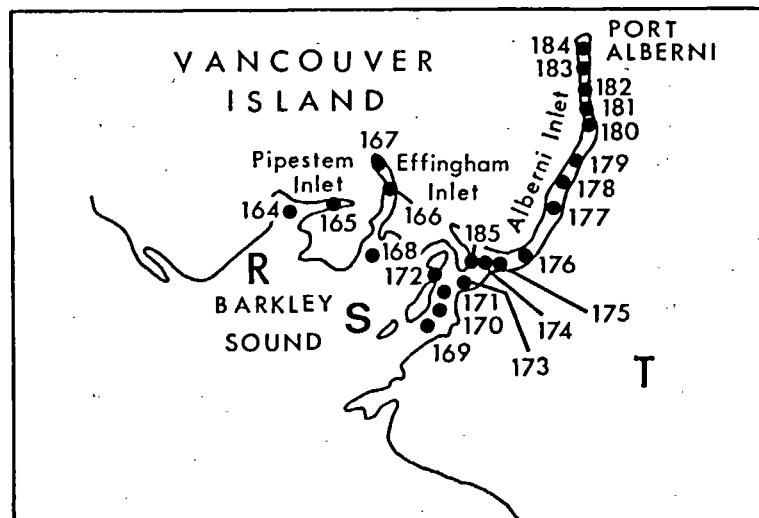 VANCOUVER
ISLAND
PORT
ALBERNI
184
183
182
181
180
179
178
177
176
Alberni Inlet
167
Pipestem
Inlet
Effingham
Inlet
164
165
166
168
185
172
R
BARKLEY
SOUND
S
171
170
169
175
174
173
T